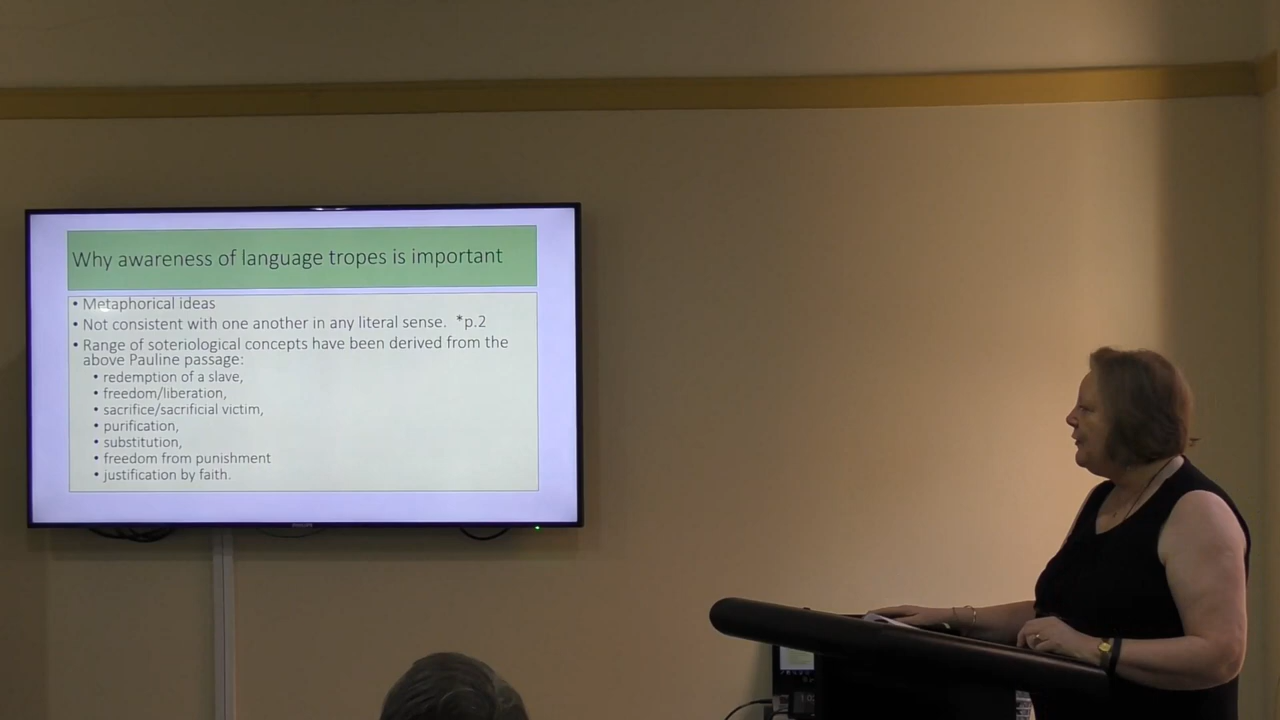 Why awareness of language tropes is important
• Metaphorical ideas
• Not consistent with one another in any literal sense. *p.2
• Range of soteriological concepts have been derived from the
above Pauline passage:
• redemption of a slave,
• freedom/liberation,
• sacrifice/sacrificial victim,
• purification,
• substitution,
• freedom from punishment
• justification by faith.
PHILIPS